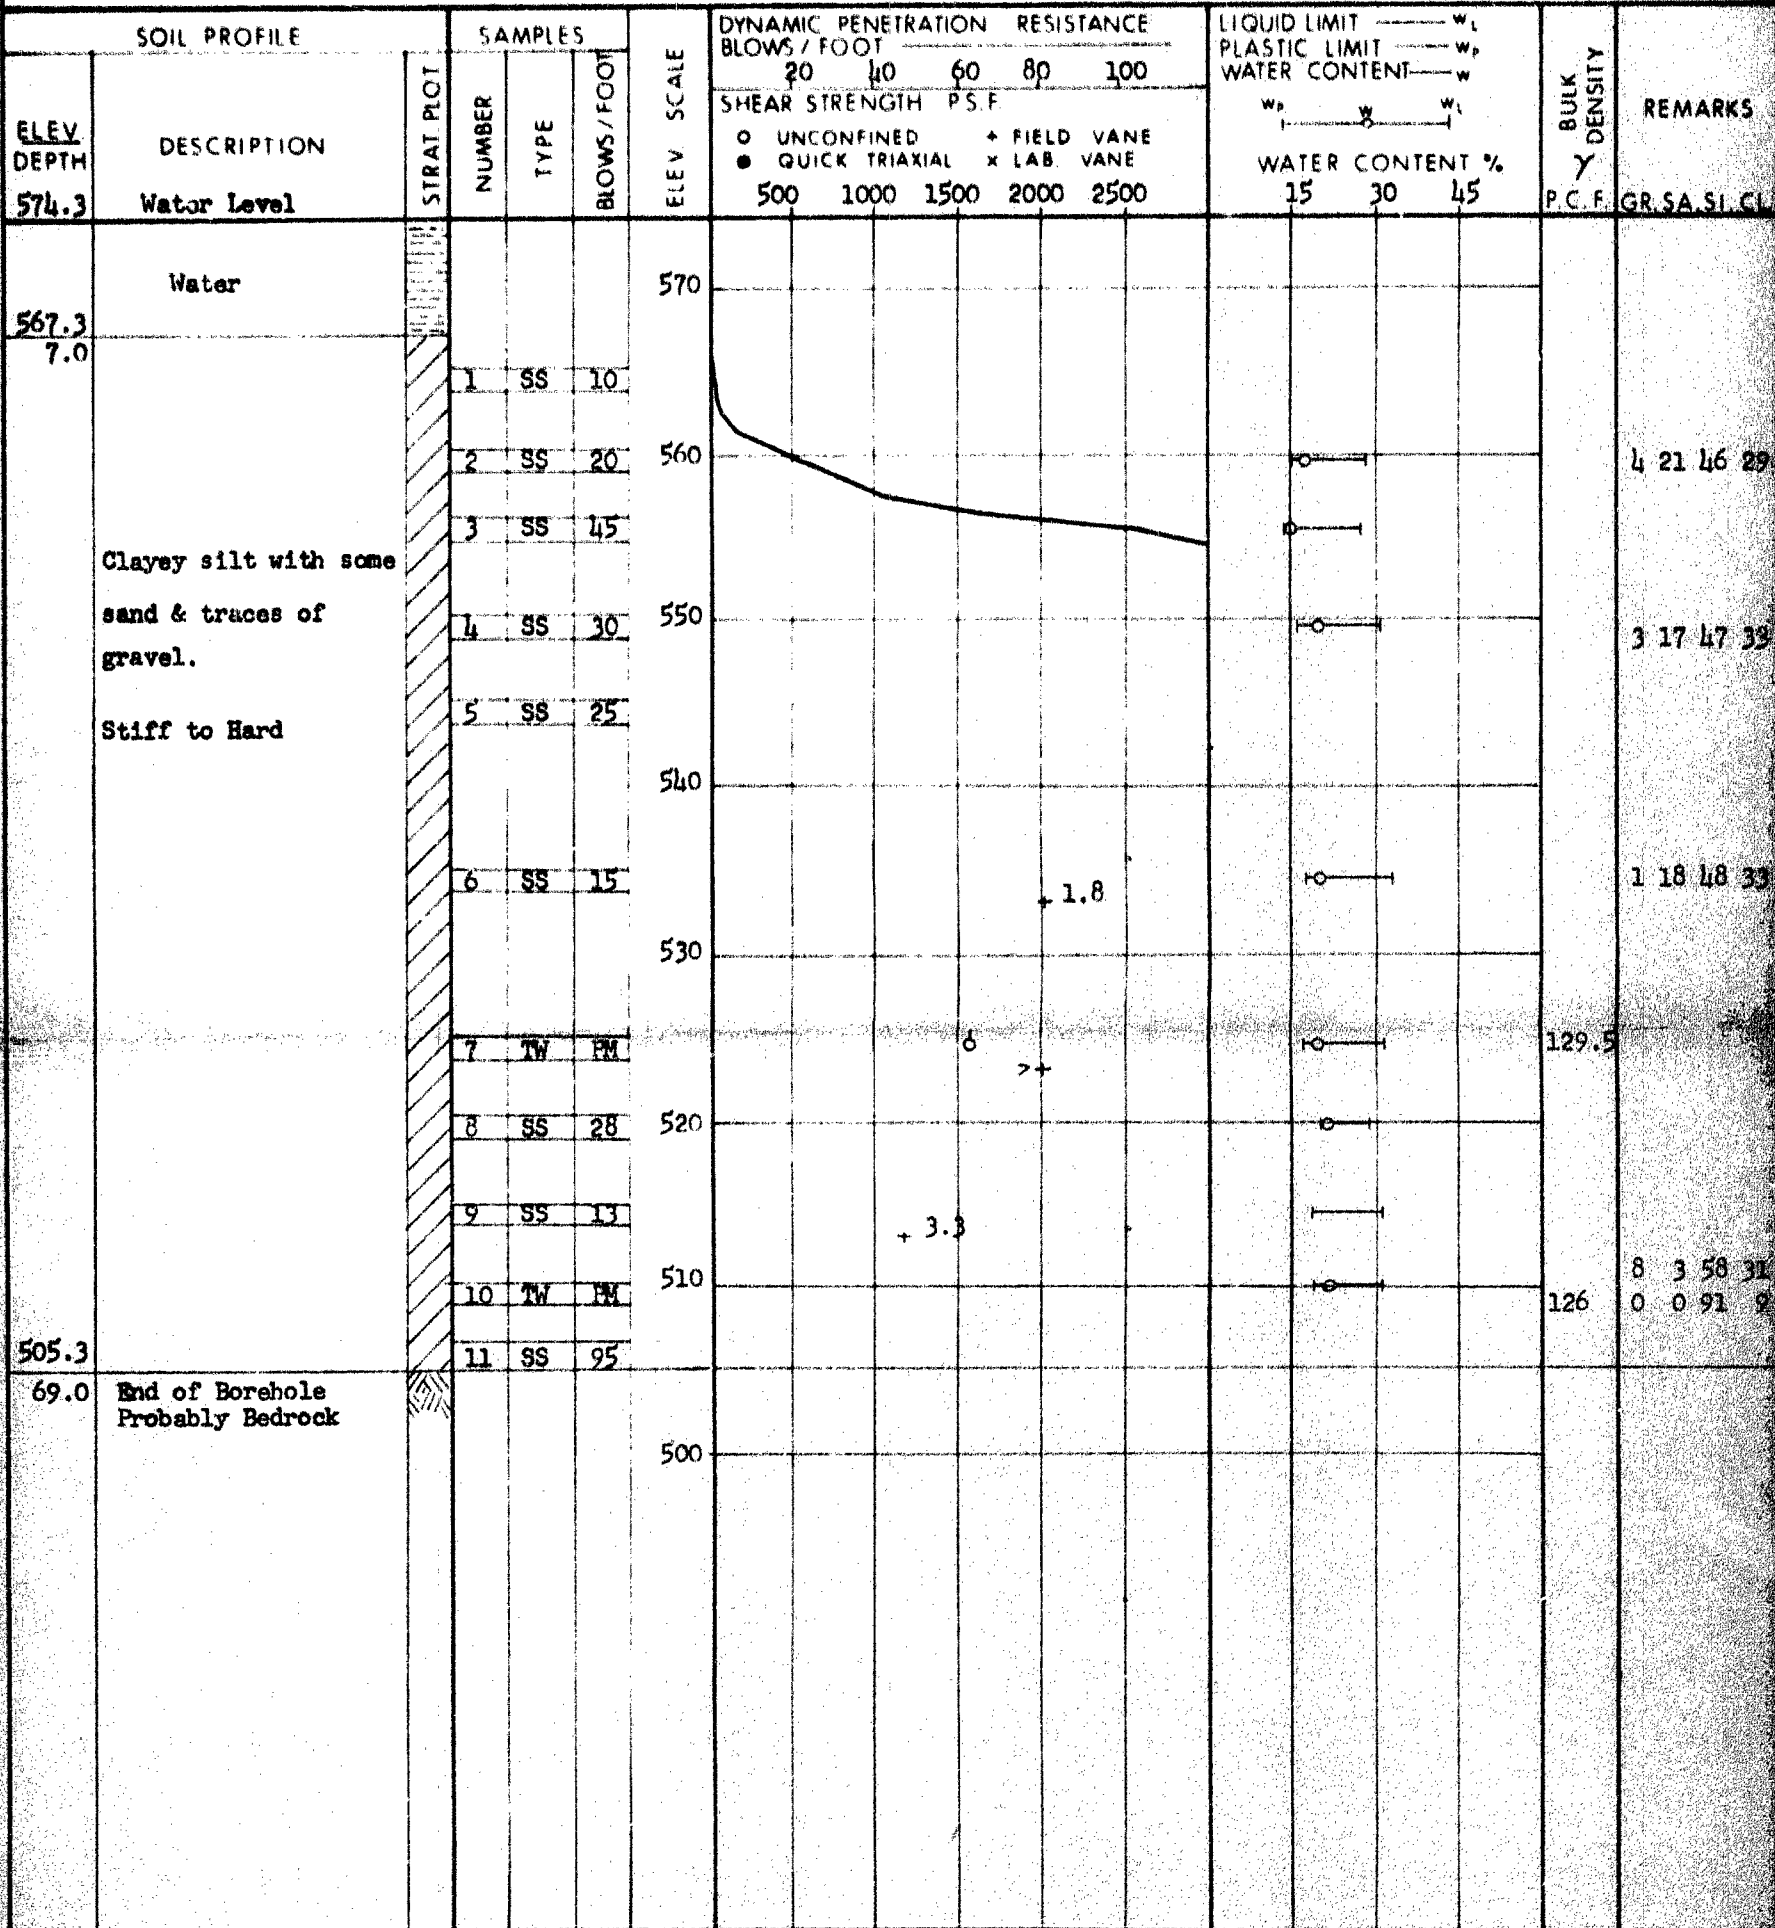 SOIL PROFILE
SAMPLES
ELEV SCALE
DYNAMIC PENETRATION RESISTANCE
BLOWS / FOOT
20 40 60 80 100
SHEAR STRENGTH P.S.F.
O UNCONFINED + FIELD VANE
● QUICK TRIAXIAL x LAB. VANE
500 1000 1500 2000 2500
LIQUID LIMIT —— wL
PLASTIC LIMIT —— wP
WATER CONTENT —— w
wP w wL
WATER CONTENT %
15 30 45
BULK DENSITY
γ
P.C.F.
REMARKS
GR.SA.SI.CL.
ELEV
DEPTH
DESCRIPTION
STRAT PLOT
NUMBER
TYPE
BLOWS / FOOT
574.3 Water Level
Water
570
567.3
7.0
1 SS 10
2 SS 20 560 4 21 46 29
3 SS 45
Clayey silt with some
sand & traces of
gravel.
550
4 SS 30 3 17 47 33
5 SS 25
Stiff to Hard
540
6 SS 15 1 18 48 33
+ 1.8
530
7 TW PM 129.5
>+
8 SS 28 520
9 SS 13
+ 3.3
510 8 3 58 31
10 TW PM 126 0 0 91 9
505.3
11 SS 95
69.0 End of Borehole
Probably Bedrock
500